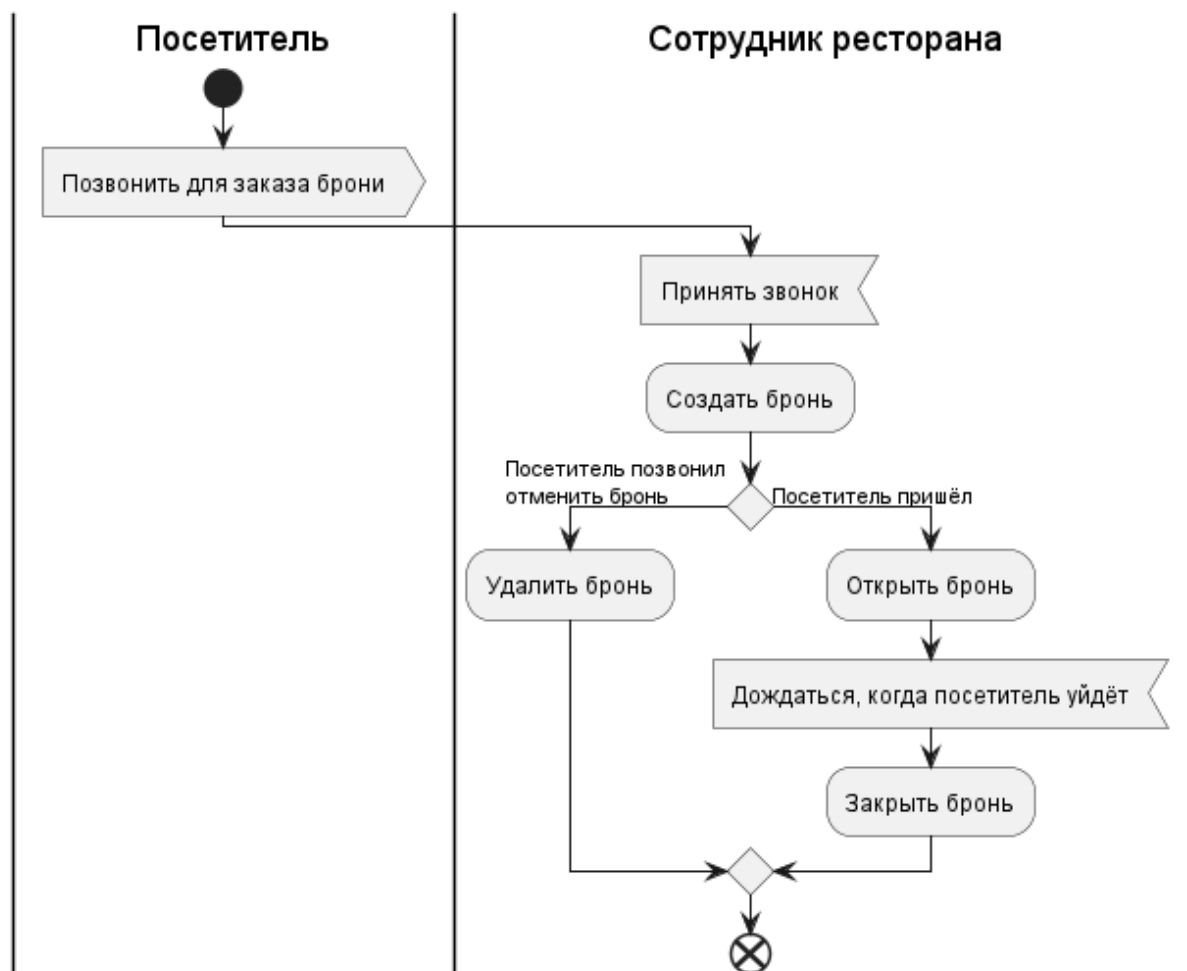 Посетитель
Сотрудник ресторана
Позвонить для заказа брони
Принять звонок
Создать бронь
Посетитель позвонил
отменить бронь
Посетитель пришёл
Удалить бронь
Открыть бронь
Дождаться, когда посетитель уйдёт
Закрыть бронь